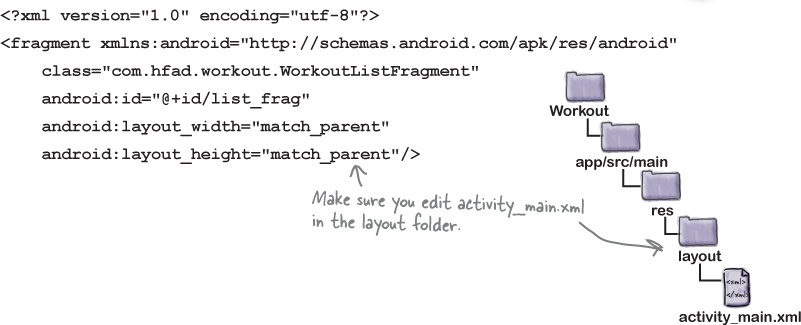 <?xml version="1.0" encoding="utf-8"?>
<fragment xmlns:android="http://schemas.android.com/apk/res/android"
class="com.hfad.workout.WorkoutListFragment"
android:id="@+id/list_frag"
android:layout_width="match_parent"
android:layout_height="match_parent"/>
Make sure you edit activity_main.xml
in the layout folder.
Workout
app/src/main
res
layout
<xml>
</xml>
activity_main.xml